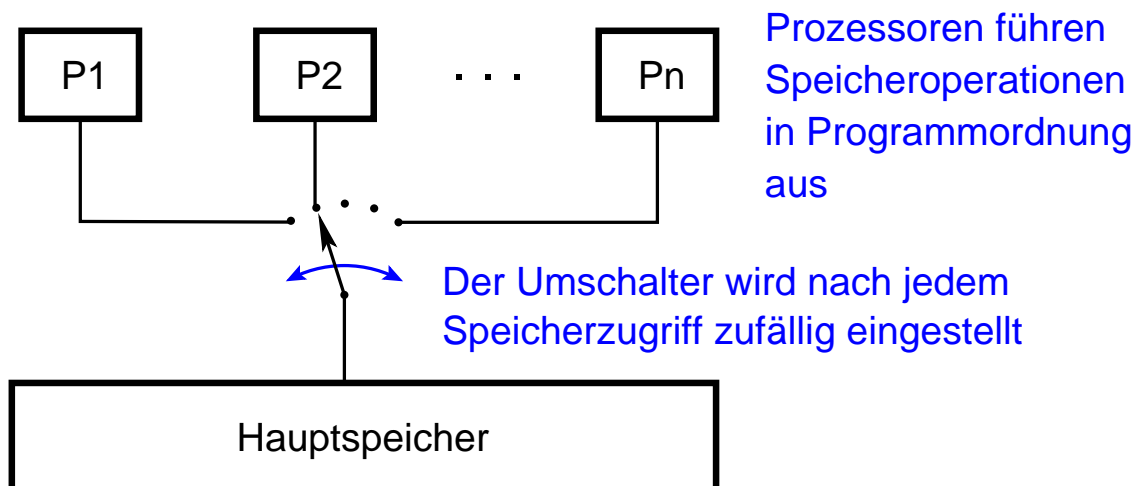 P1 P2 . . . Pn
Prozessoren führen
Speicheroperationen
in Programmordnung
aus
Der Umschalter wird nach jedem
Speicherzugriff zufällig eingestellt
Hauptspeicher